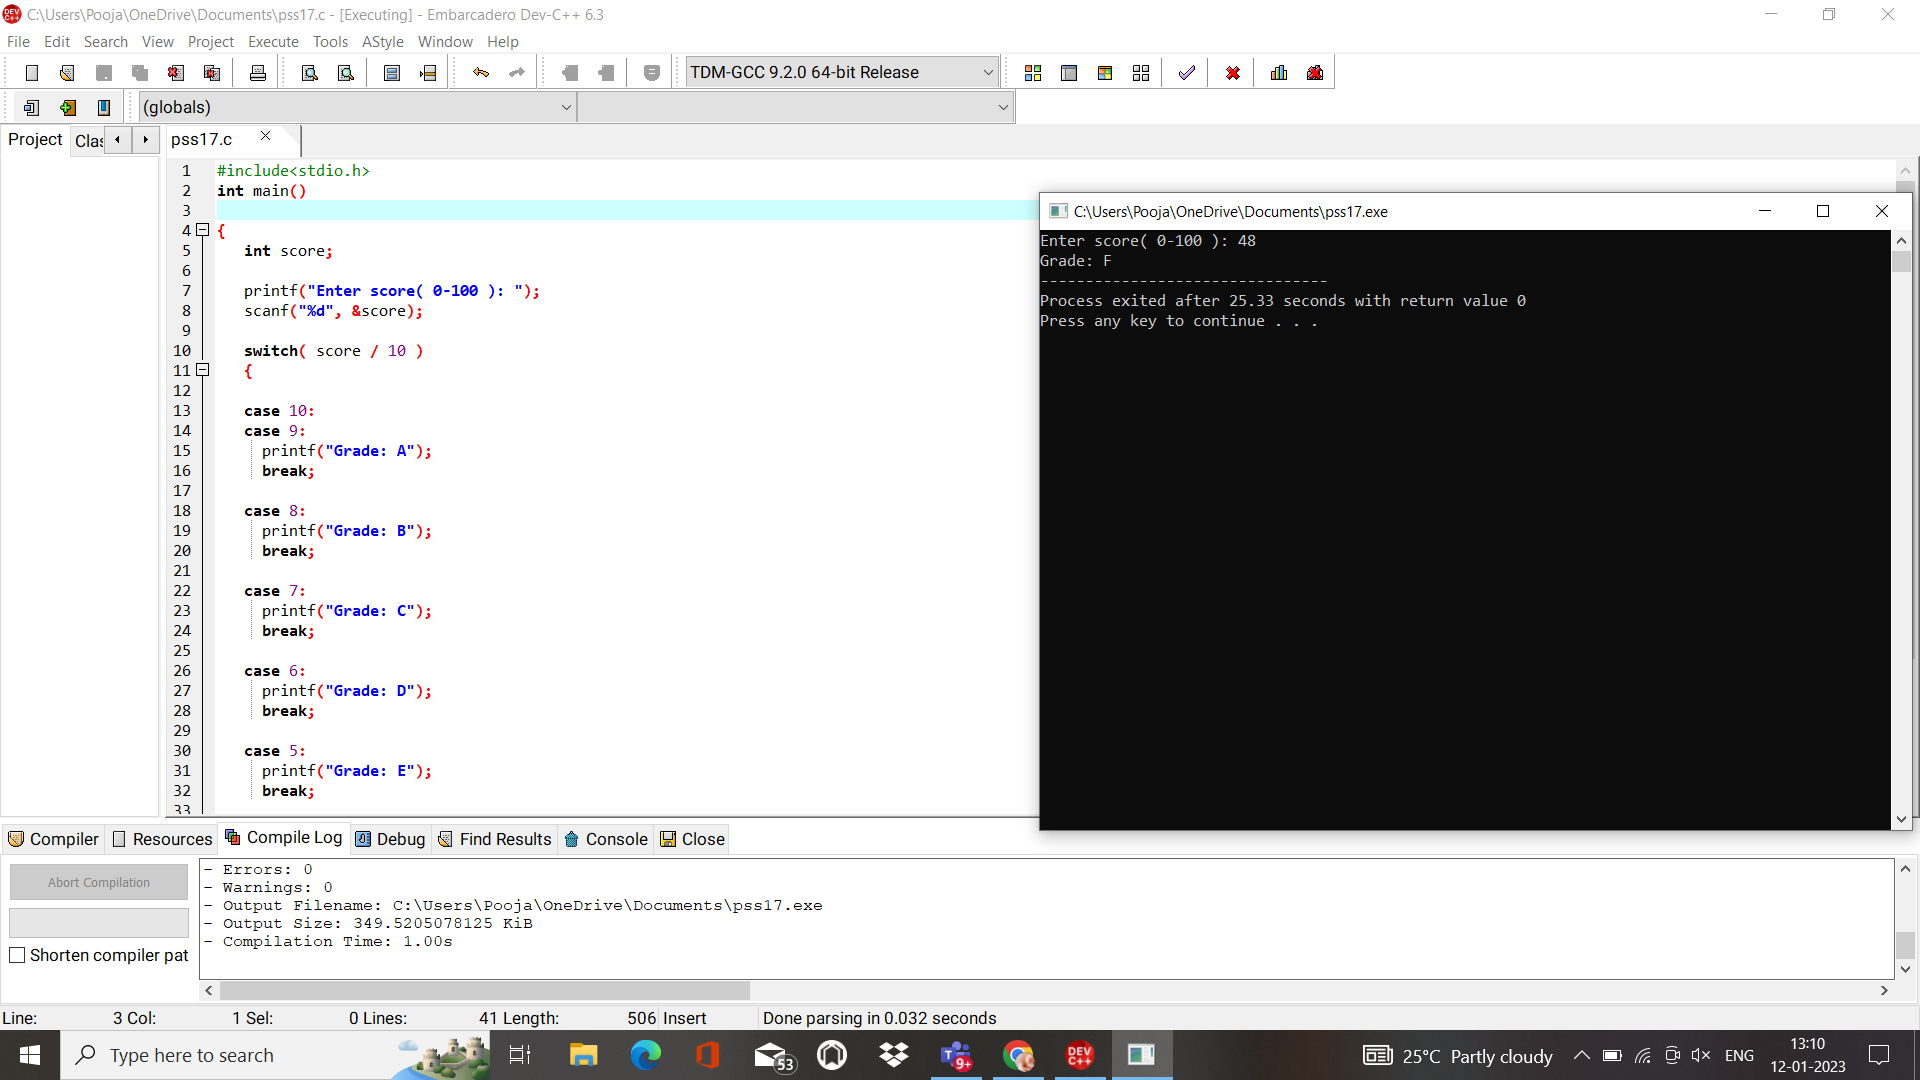 C:\Users\Pooja\OneDrive\Documents\pss17.c - [Executing] - Embarcadero Dev-C++ 6.3
File Edit Search View Project Execute Tools AStyle Window Help
TDM-GCC 9.2.0 64-bit Release
(globals)
Project Clas
pss17.c
1 #include<stdio.h>
2 int main()
3
4 {
5 int score;
6
7 printf("Enter score( 0-100 ): ");
8 scanf("%d", &score);
9
10 switch( score / 10 )
11 {
12
13 case 10:
14 case 9:
15 printf("Grade: A");
16 break;
17
18 case 8:
19 printf("Grade: B");
20 break;
21
22 case 7:
23 printf("Grade: C");
24 break;
25
26 case 6:
27 printf("Grade: D");
28 break;
29
30 case 5:
31 printf("Grade: E");
32 break;
33
C:\Users\Pooja\OneDrive\Documents\pss17.exe
Enter score( 0-100 ): 48
Grade: F
--------------------------------
Process exited after 25.33 seconds with return value 0
Press any key to continue . . .
Compiler Resources Compile Log Debug Find Results Console Close
Abort Compilation
Shorten compiler pat
- Errors: 0
- Warnings: 0
- Output Filename: C:\Users\Pooja\OneDrive\Documents\pss17.exe
- Output Size: 349.5205078125 KiB
- Compilation Time: 1.00s
Line: 3 Col: 1 Sel: 0 Lines: 41 Length: 506 Insert Done parsing in 0.032 seconds
Type here to search
53
9+
DEV C++
25°C Partly cloudy
ENG
13:10
12-01-2023